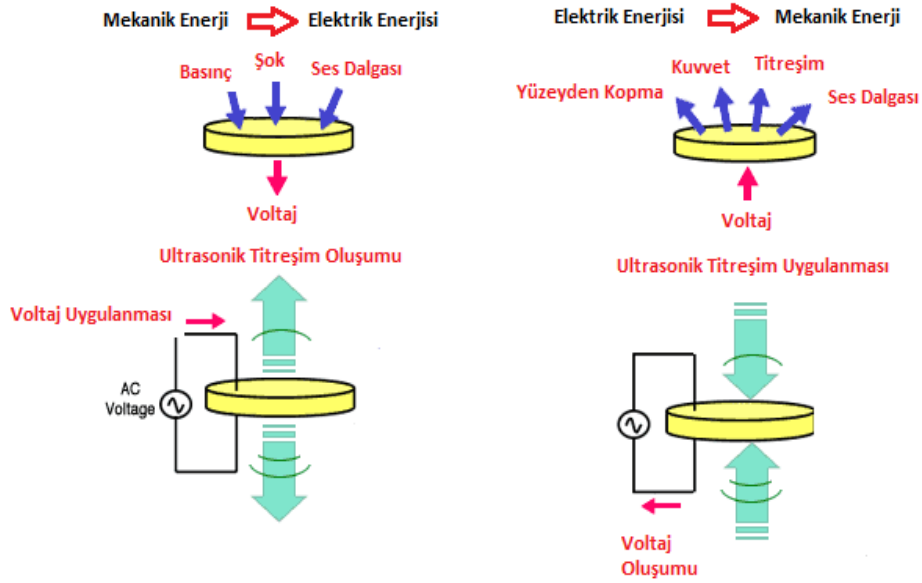 Mekanik Enerji Elektrik Enerjisi
Basınç Şok Ses Dalgası
Voltaj
Ultrasonik Titreşim Oluşumu
Voltaj Uygulanması
AC
Voltage
Elektrik Enerjisi Mekanik Enerji
Kuvvet Titreşim
Yüzeyden Kopma Ses Dalgası
Voltaj
Ultrasonik Titreşim Uygulanması
Voltaj
Oluşumu